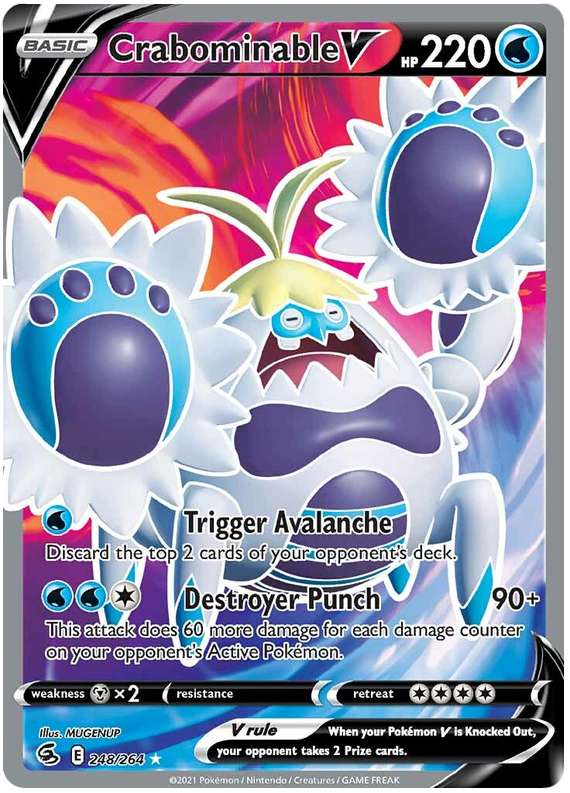 BASIC Crabominable V HP 220
Trigger Avalanche
Discard the top 2 cards of your opponent's deck.
Destroyer Punch 90+
This attack does 60 more damage for each damage counter
on your opponent's Active Pokémon.
weakness ×2 resistance retreat
Illus. MUGENUP
E 248/264
V rule When your Pokémon V is Knocked Out,
your opponent takes 2 Prize cards.
©2021 Pokémon / Nintendo / Creatures / GAME FREAK